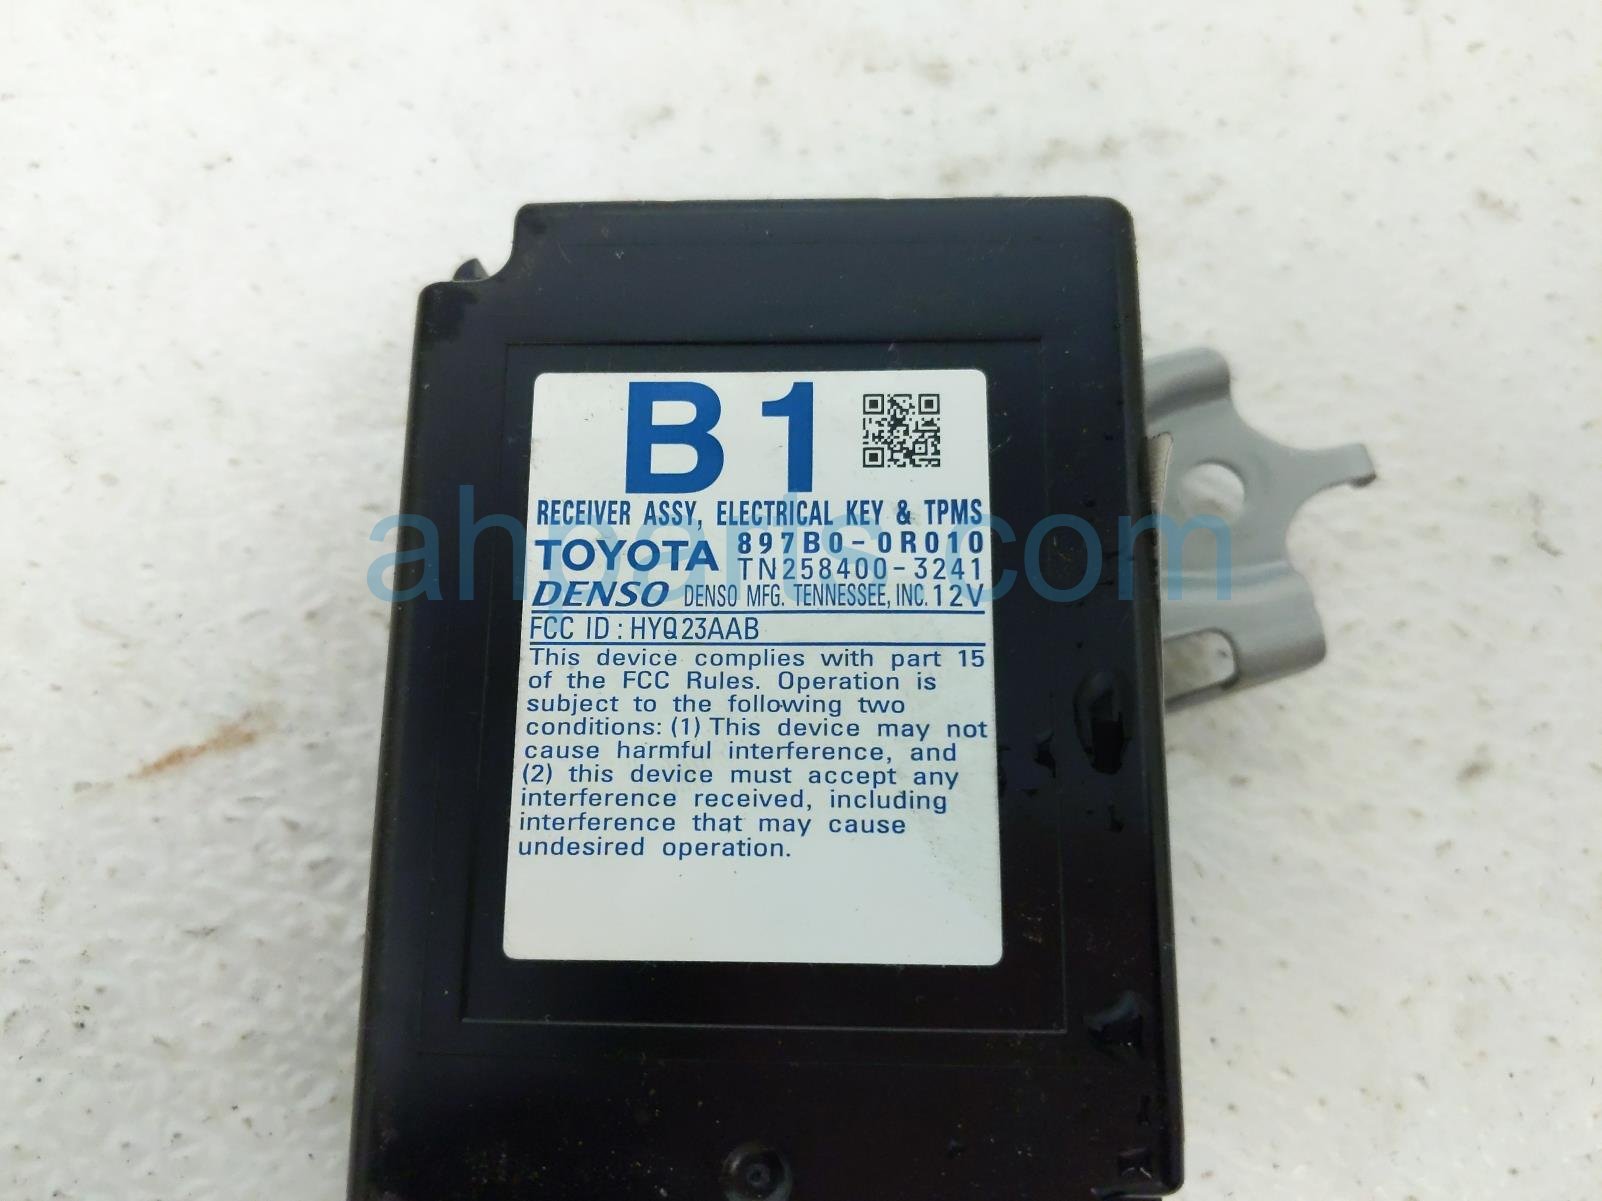 B1
RECEIVER ASSY, ELECTRICAL KEY & TPMS
TOYOTA 897B0-0R010
TN258400-3241
DENSO DENSO MFG. TENNESSEE, INC. 12V
FCC ID : HYQ23AAB
This device complies with part 15
of the FCC Rules. Operation is
subject to the following two
conditions: (1) This device may not
cause harmful interference, and
(2) this device must accept any
interference received, including
interference that may cause
undesired operation.
ahparts.com